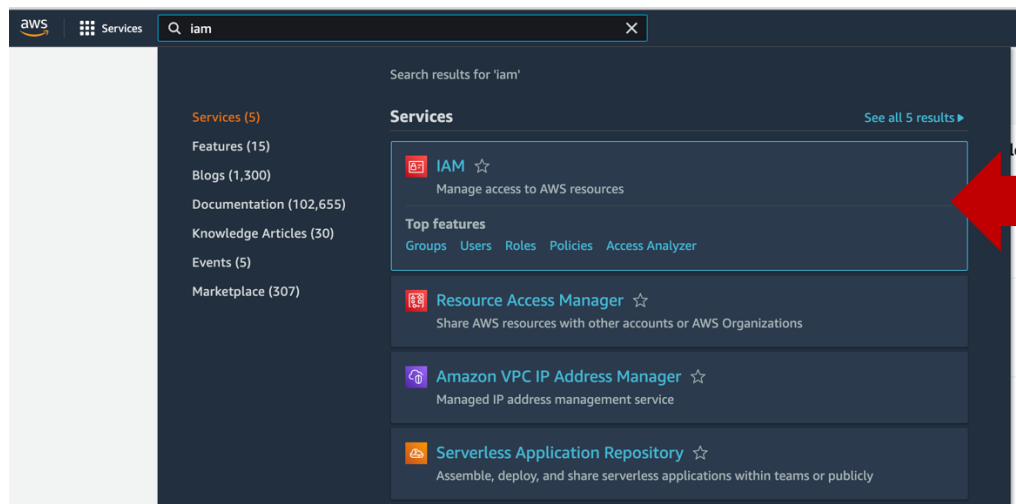 aws
Services
iam
Search results for 'iam'
Services (5)
Features (15)
Blogs (1,300)
Documentation (102,655)
Knowledge Articles (30)
Events (5)
Marketplace (307)
Services
See all 5 results
IAM
Manage access to AWS resources
Top features
Groups Users Roles Policies Access Analyzer
Resource Access Manager
Share AWS resources with other accounts or AWS Organizations
Amazon VPC IP Address Manager
Managed IP address management service
Serverless Application Repository
Assemble, deploy, and share serverless applications within teams or publicly